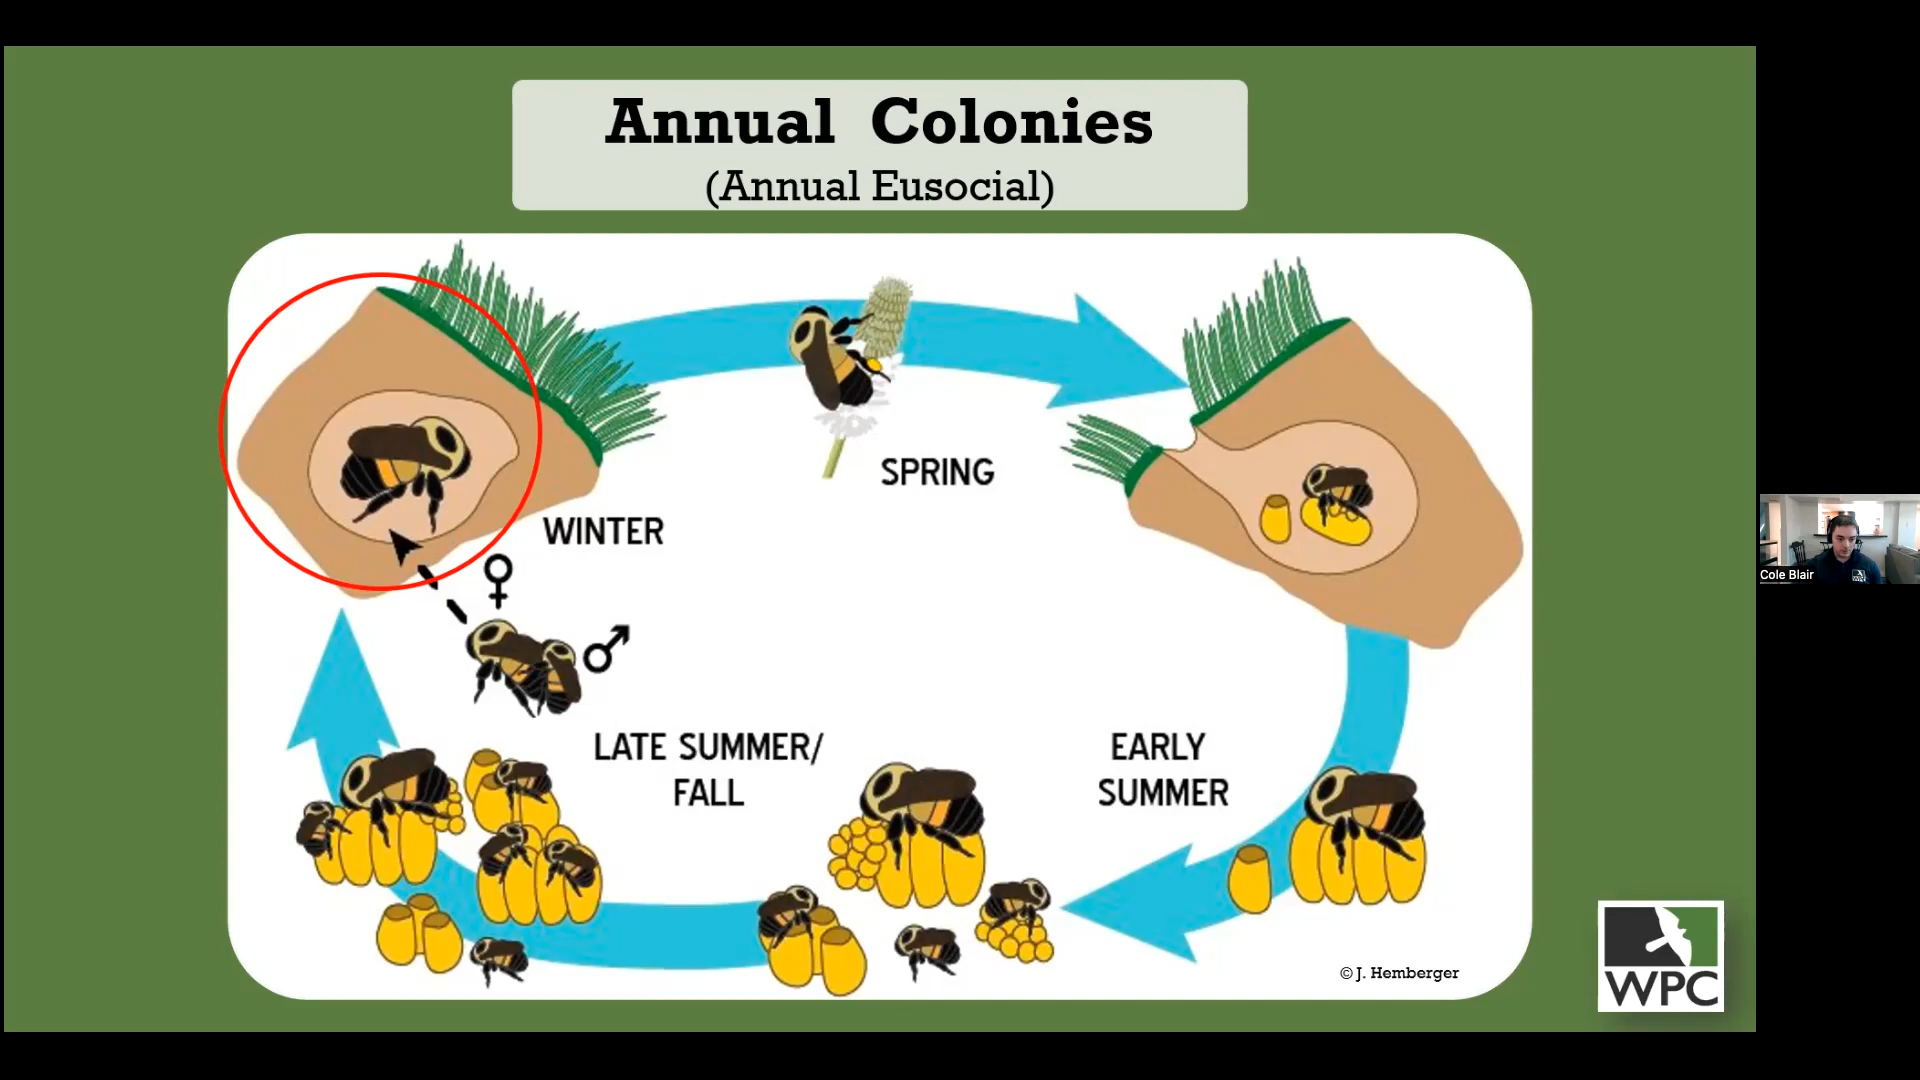 Annual Colonies
(Annual Eusocial)
SPRING
WINTER
♀
♂
LATE SUMMER/
FALL
EARLY
SUMMER
© J. Hemberger
WPC
Cole Blair